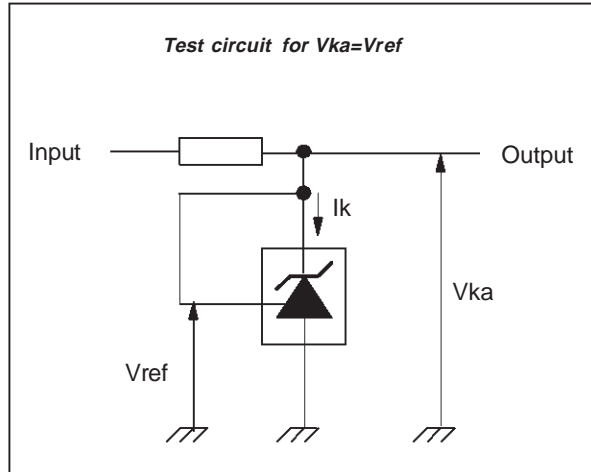 Test circuit for Vka=Vref
Input
Output
Ik
Vka
Vref